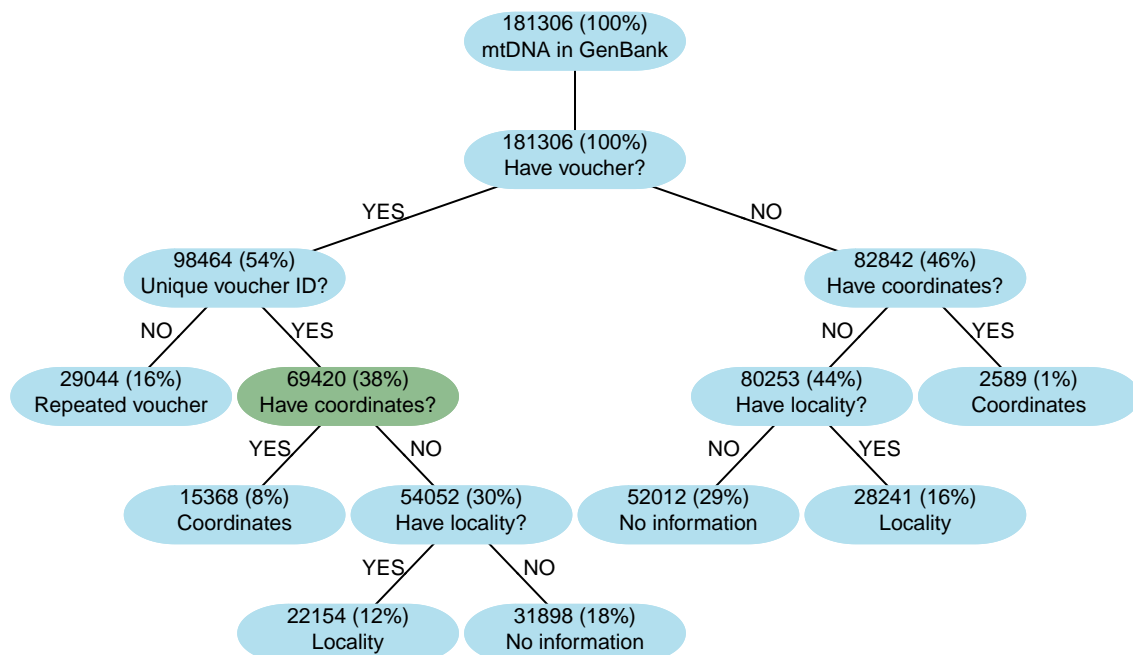 181306 (100%)
mtDNA in GenBank
181306 (100%)
Have voucher?
YES
NO
98464 (54%)
Unique voucher ID?
82842 (46%)
Have coordinates?
NO
YES
NO
YES
29044 (16%)
Repeated voucher
69420 (38%)
Have coordinates?
80253 (44%)
Have locality?
2589 (1%)
Coordinates
YES
NO
NO
YES
15368 (8%)
Coordinates
54052 (30%)
Have locality?
52012 (29%)
No information
28241 (16%)
Locality
YES
NO
22154 (12%)
Locality
31898 (18%)
No information